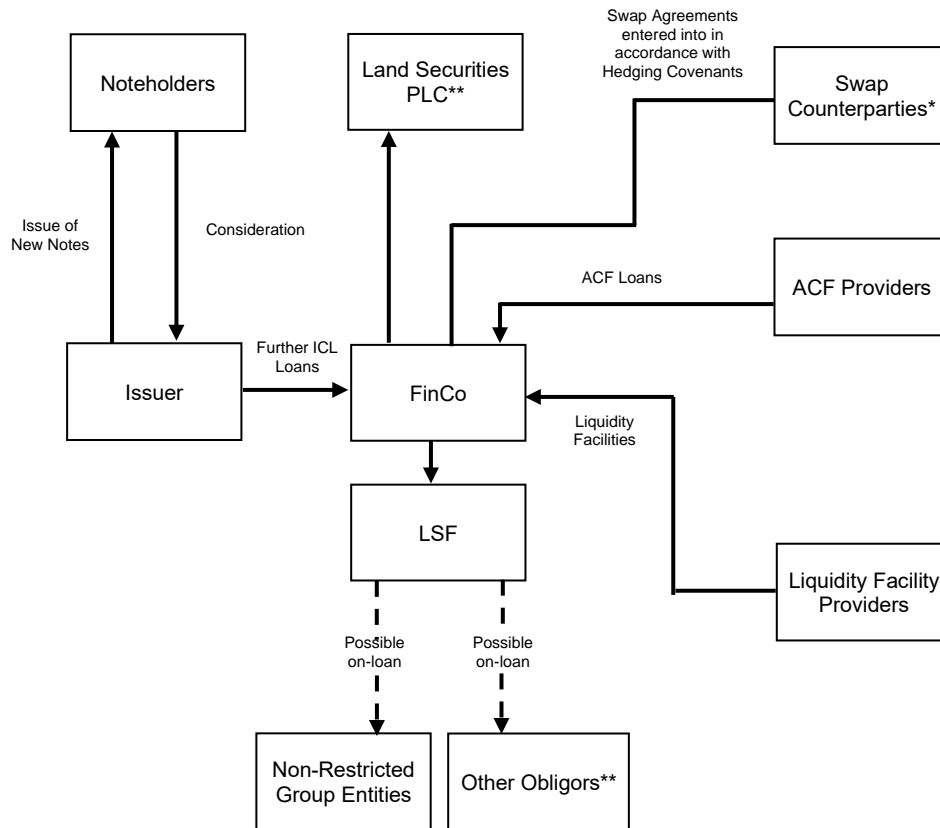 Swap Agreements
entered into in
accordance with
Hedging Covenants
Noteholders
Land Securities
PLC**
Swap
Counterparties*
Issue of
New Notes
Consideration
ACF Loans
ACF Providers
Further ICL
Loans
Issuer
FinCo
Liquidity
Facilities
LSF
Liquidity Facility
Providers
Possible
on-loan
Possible
on-loan
Non-Restricted
Group Entities
Other Obligors**